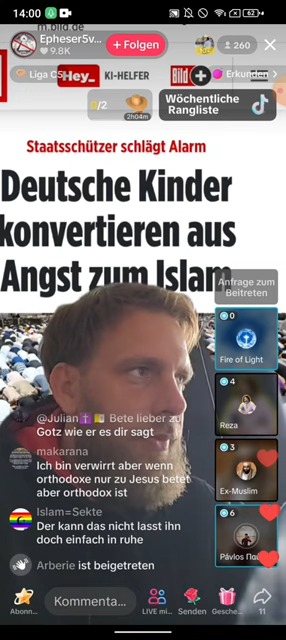 14:00
62
m.bild.de
Epheser5v...
+ Folgen
260
9.8K
Liga
Hey_
KI-HELFER
Bild
Erkunden >
/2
2h04m
Wöchentliche
Rangliste
Staatsschützer schlägt Alarm
Deutsche Kinder
konvertieren aus
Angst zum Islam
Anfrage zum
Beitreten
0
Fire of Light
4
Reza
3
Ex-Muslim
6
Pávlos
@Julian Bete lieber zu
Gotz wie er es dir sagt
makarana
Ich bin verwirrt aber wenn
orthodoxe nur zu Jesus betet
aber orthodox ist
Islam=Sekte
Der kann das nicht lasst ihn
doch einfach in ruhe
Arberie ist beigetreten
Abonn...
Kommenta...
LIVE mi...
Senden
Gesche...
11